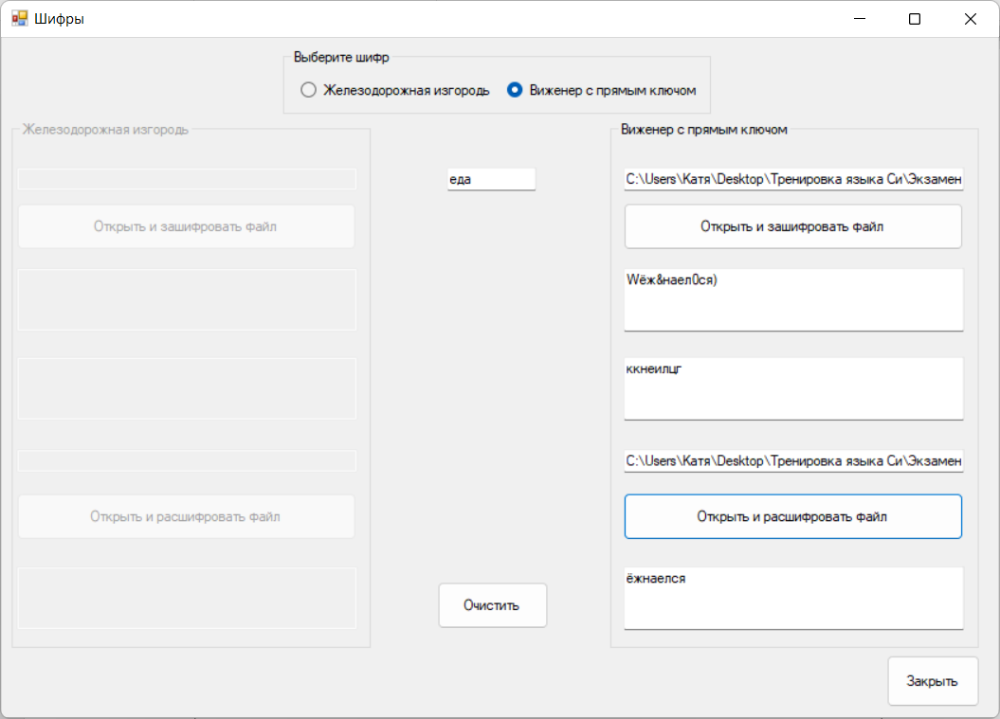 Шифры
Выберите шифр
Железодорожная изгородь
Виженер с прямым ключом
Железодорожная изгородь
Открыть и зашифровать файл
Открыть и расшифровать файл
еда
Очистить
Виженер с прямым ключом
C:\Users\Катя\Desktop\Тренировка языка Си\Экзамен
Открыть и зашифровать файл
Wёж&наел0ся)
ккнеилцг
C:\Users\Катя\Desktop\Тренировка языка Си\Экзамен
Открыть и расшифровать файл
ёжнаелся
Закрыть